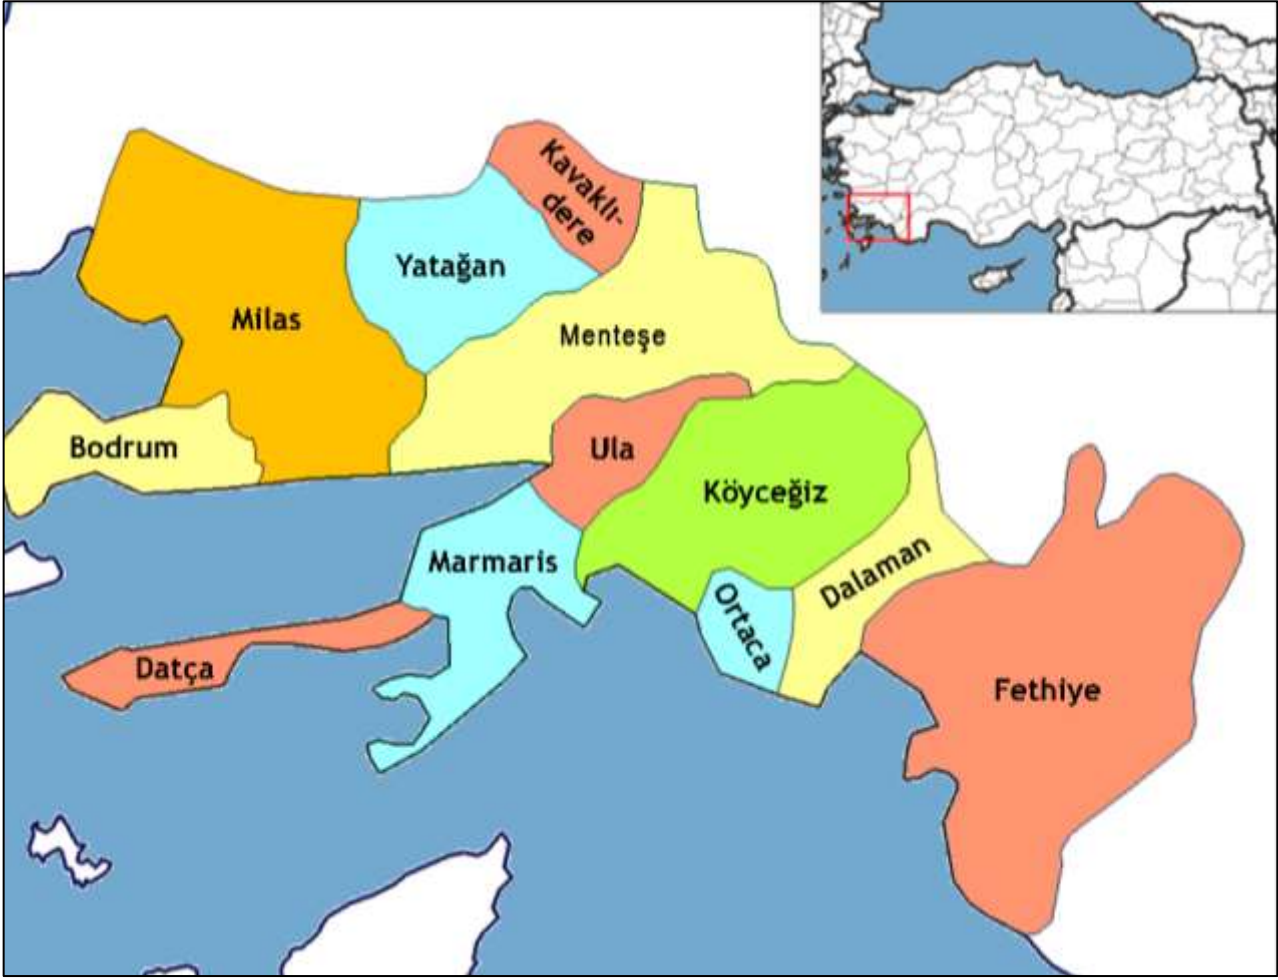 Kavaklı-
dere
Yatağan
Milas
Menteşe
Bodrum
Ula
Köyceğiz
Marmaris
Dalaman
Ortaca
Datça
Fethiye